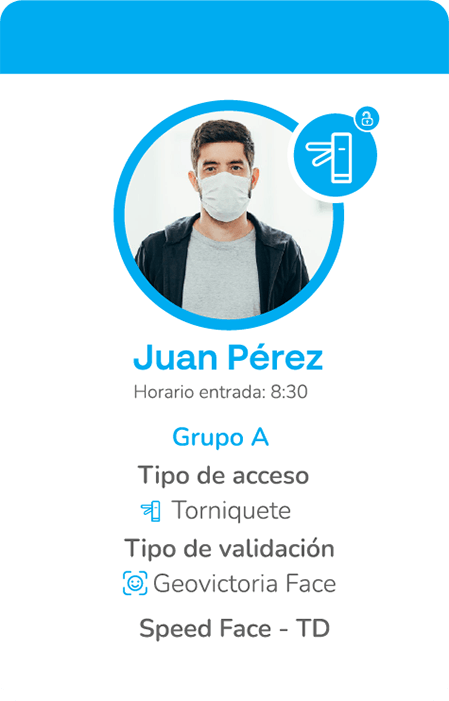 Juan Pérez
Horario entrada: 8:30
Grupo A
Tipo de acceso
Torniquete
Tipo de validación
Geovictoria Face
Speed Face - TD